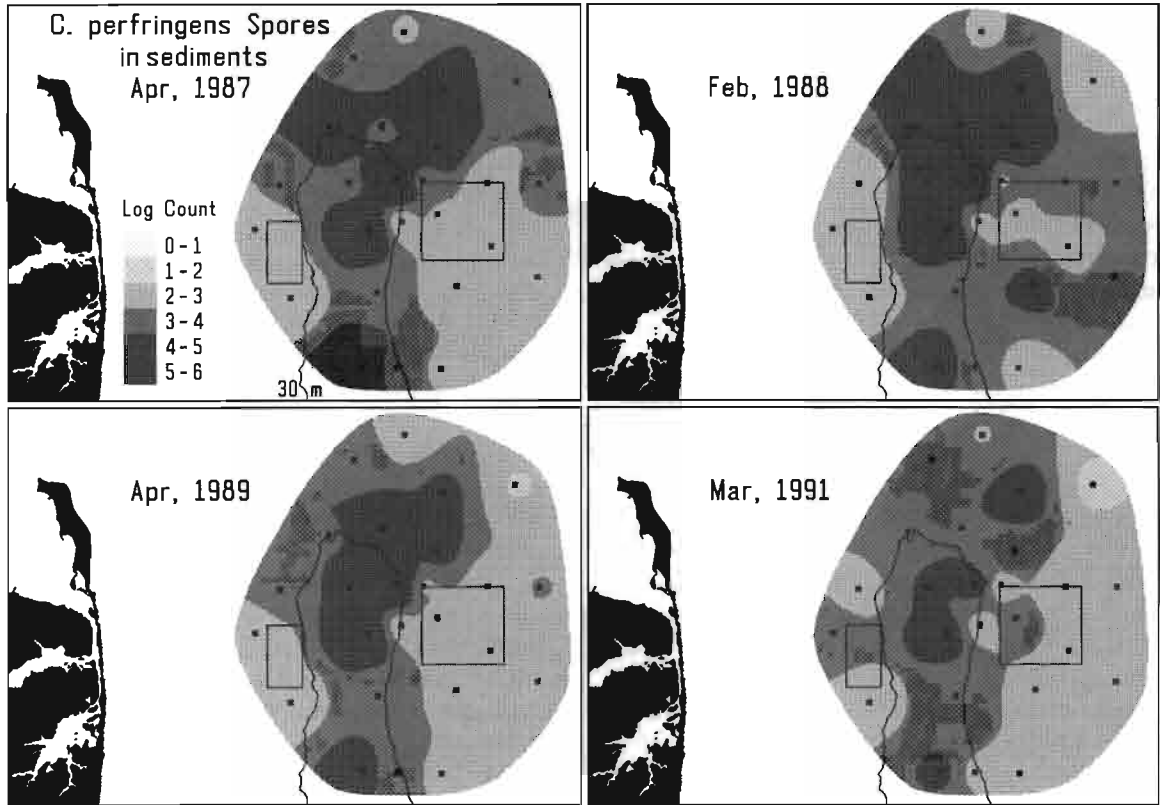 C. perfringens Spores
in sediments
Apr, 1987
Log Count
0-1
1-2
2-3
3-4
4-5
5-6
30 m
Feb, 1988
Apr, 1989
Mar, 1991